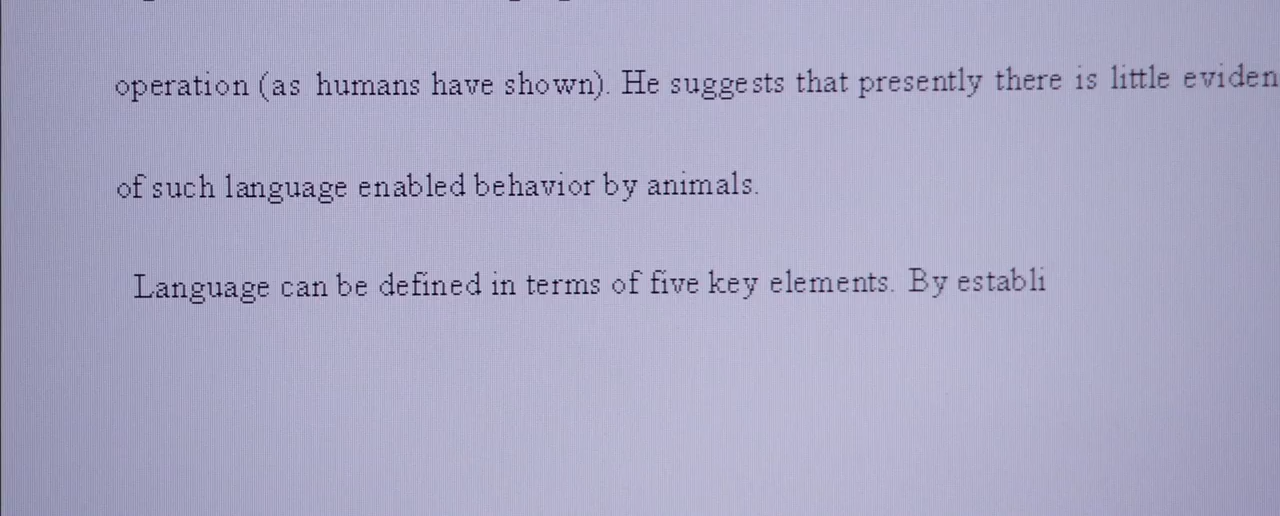 operation (as humans have shown). He suggests that presently there is little eviden
of such language enabled behavior by animals.
Language can be defined in terms of five key elements. By establi